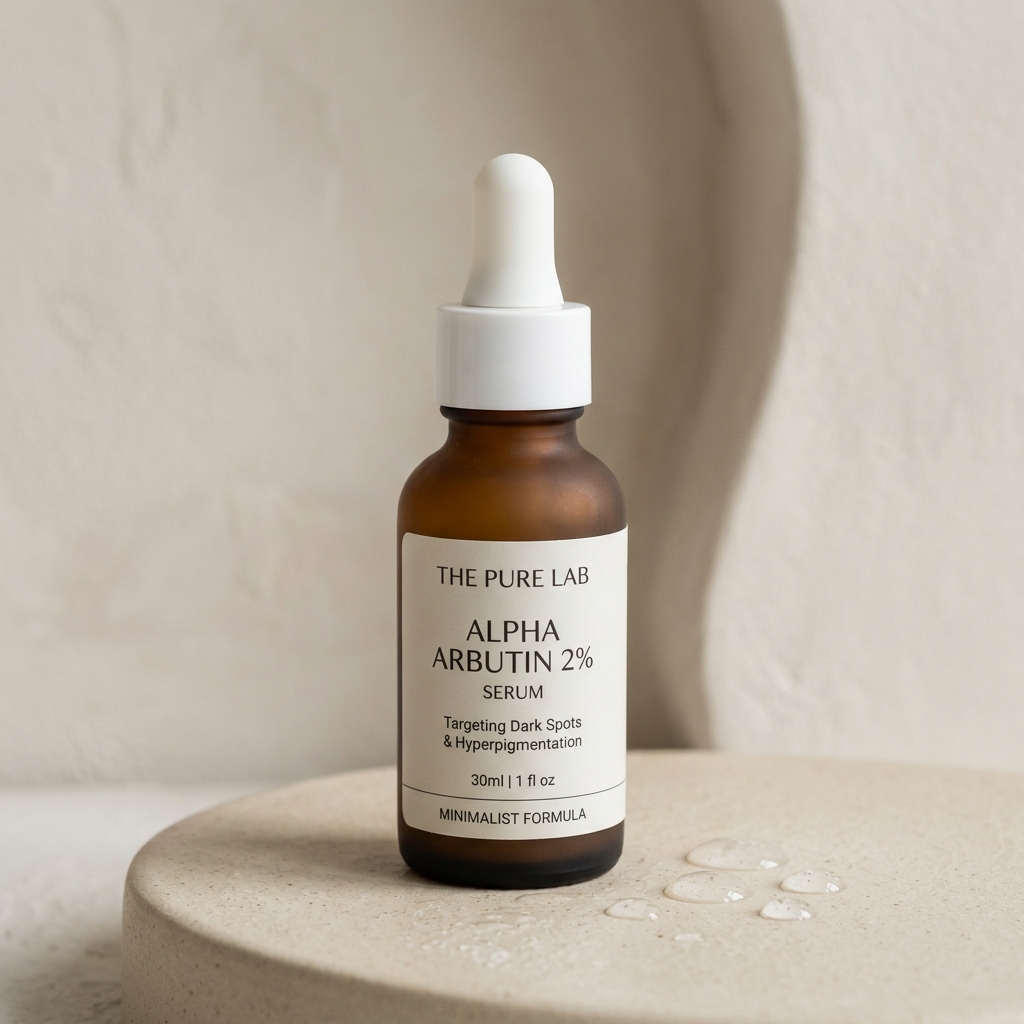 THE PURE LAB
ALPHA
ARBUTIN 2%
SERUM
Targeting Dark Spots
& Hyperpigmentation
30ml | 1 fl oz
MINIMALIST FORMULA